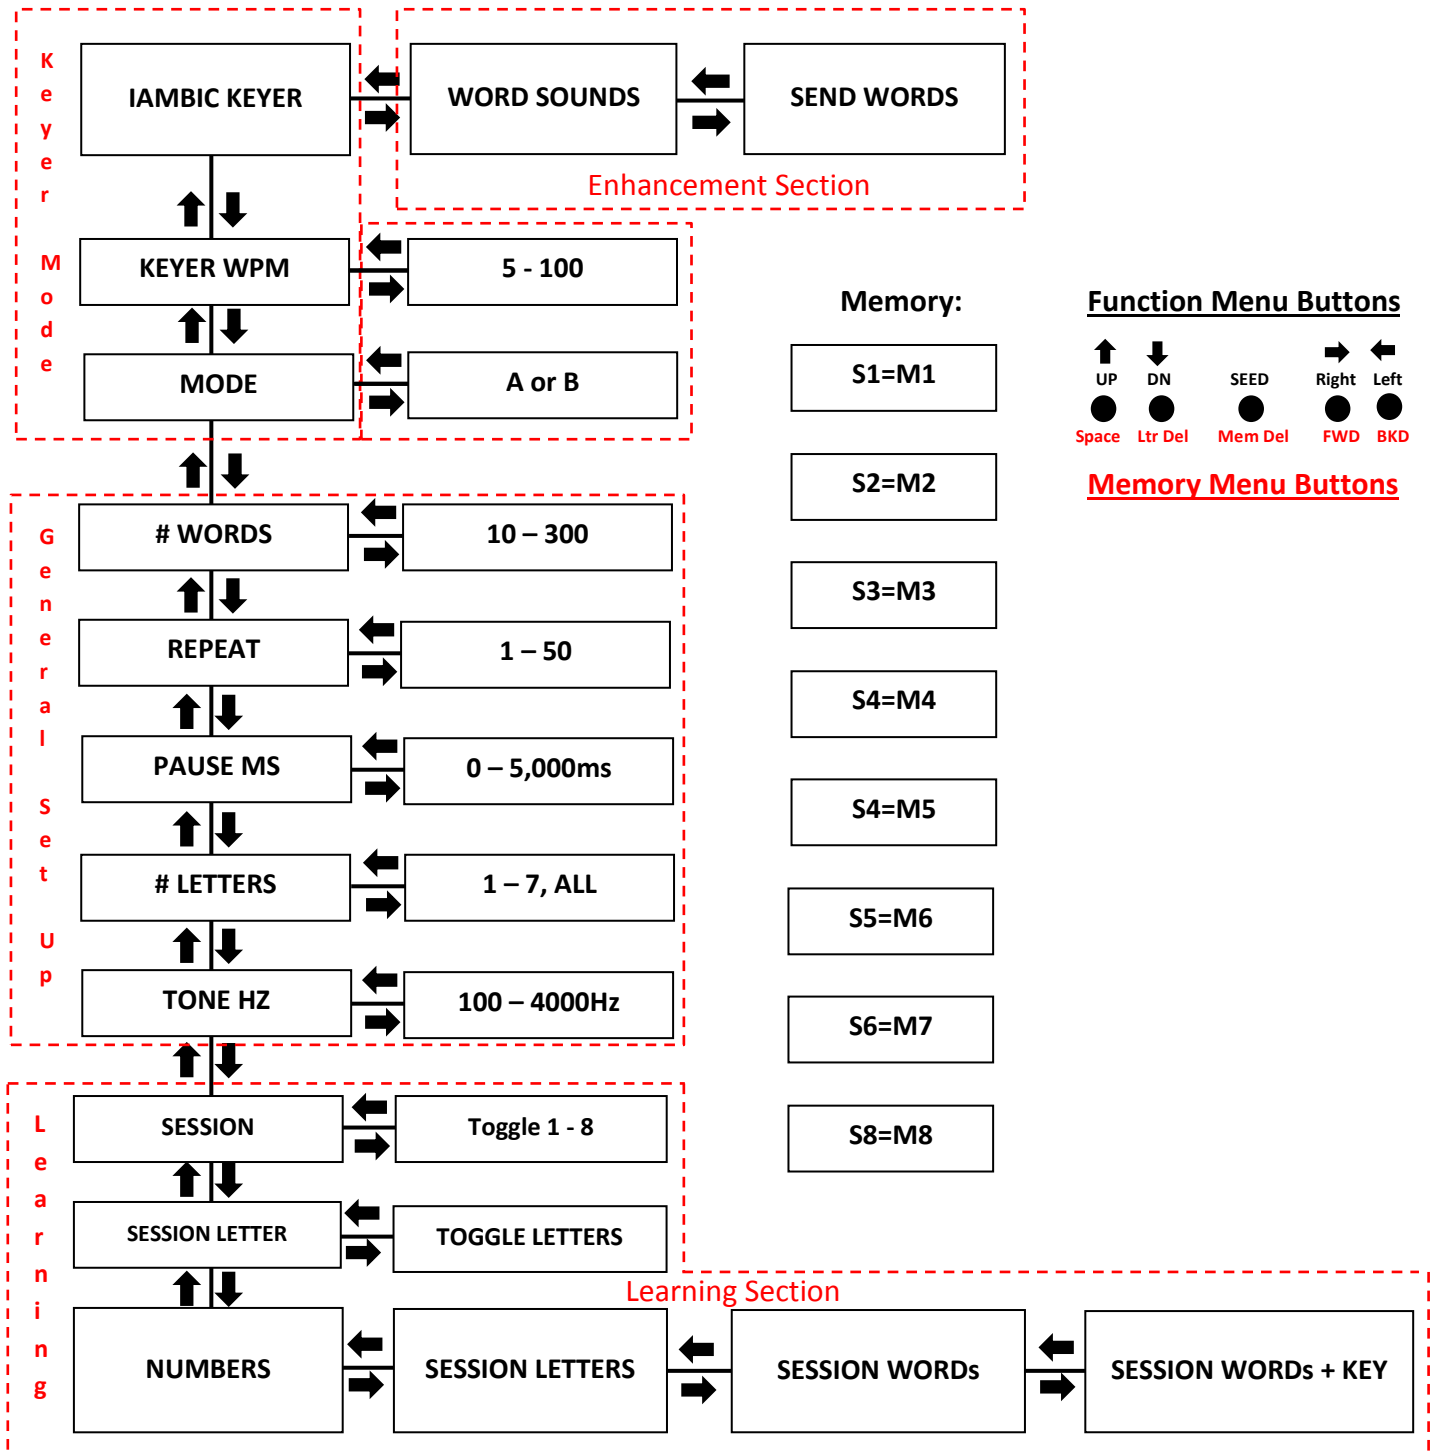 Keyer Mode
IAMBIC KEYER
WORD SOUNDS
SEND WORDS
Enhancement Section
KEYER WPM
5 - 100
MODE
A or B
General Set Up
# WORDS
10 – 300
REPEAT
1 – 50
PAUSE MS
0 – 5,000ms
# LETTERS
1 – 7, ALL
TONE HZ
100 – 4000Hz
Learning
SESSION
Toggle 1 - 8
SESSION LETTER
TOGGLE LETTERS
Learning Section
NUMBERS
SESSION LETTERS
SESSION WORDs
SESSION WORDs + KEY
Memory:
S1=M1
S2=M2
S3=M3
S4=M4
S4=M5
S5=M6
S6=M7
S8=M8
Function Menu Buttons
UP DN SEED Right Left
Space Ltr Del Mem Del FWD BKD
Memory Menu Buttons